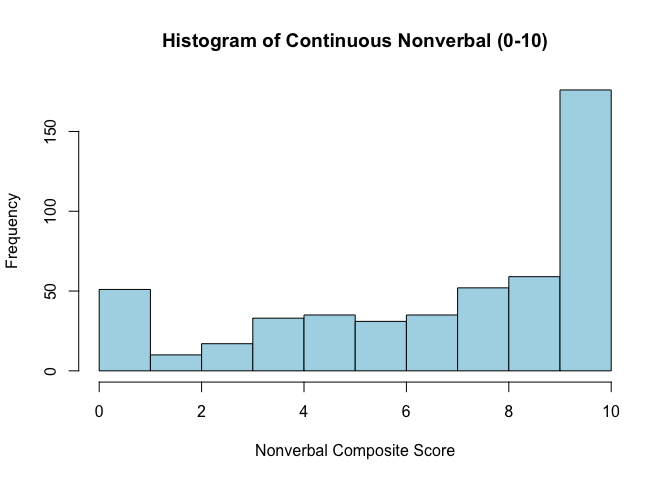 Histogram of Continuous Nonverbal (0-10)
Frequency
150
100
50
0
0 2 4 6 8 10
Nonverbal Composite Score